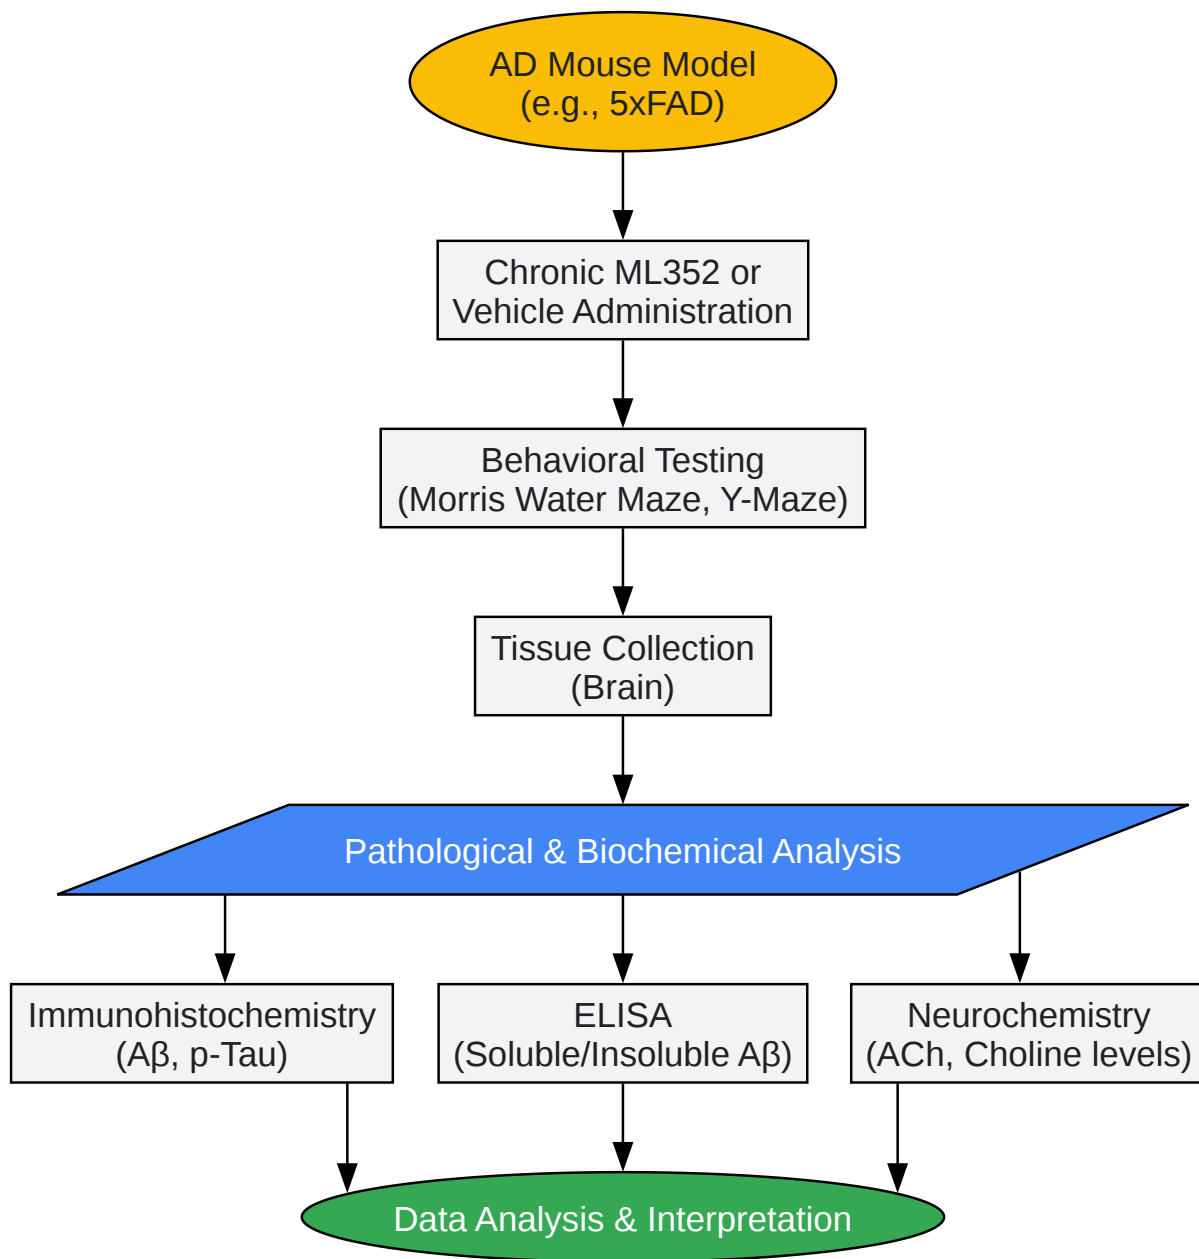 AD Mouse Model
(e.g., 5xFAD)
Chronic ML352 or
Vehicle Administration
Behavioral Testing
(Morris Water Maze, Y-Maze)
Tissue Collection
(Brain)
Pathological & Biochemical Analysis
Immunohistochemistry
(Aβ, p-Tau)
ELISA
(Soluble/Insoluble Aβ)
Neurochemistry
(ACh, Choline levels)
Data Analysis & Interpretation